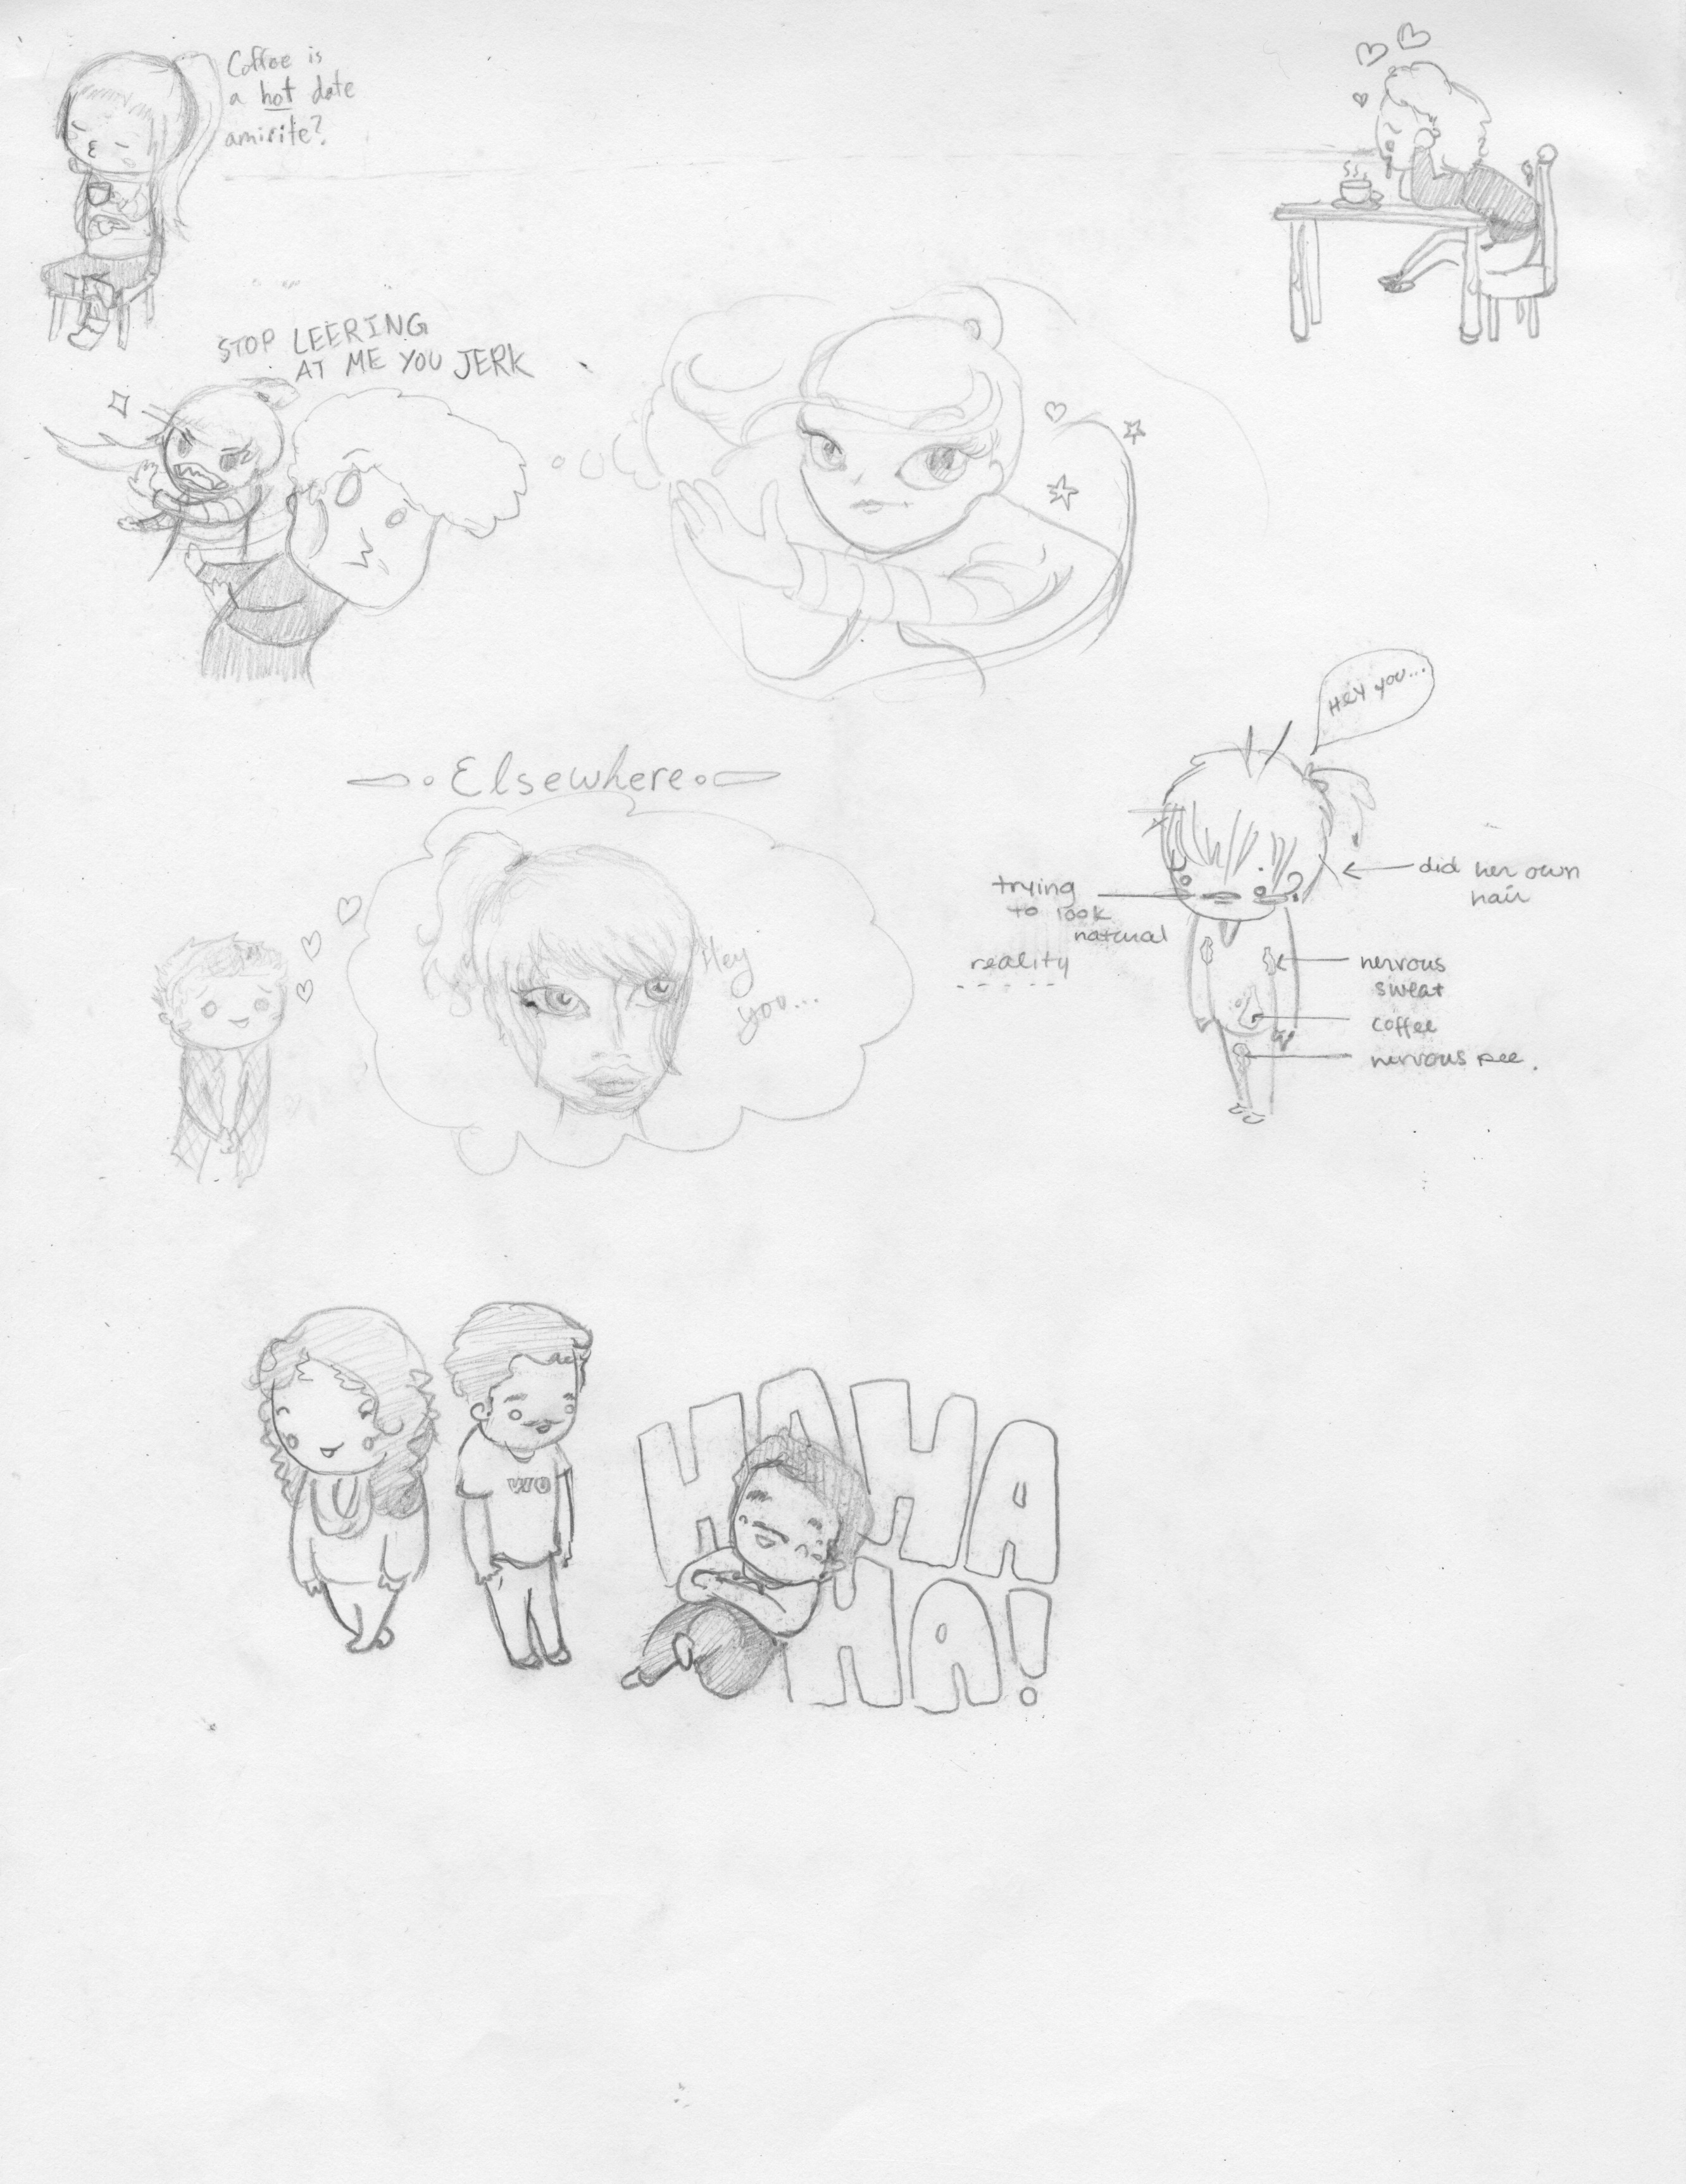 Coffee is
a hot date
amirite?
STOP LEERING
AT ME YOU JERK
Hey you...
Elsewhere
Hey
you...
trying
to look
natural
reality
did her own
hair
nervous
sweat
coffee
nervous pee.
WO
HAHA
HA!